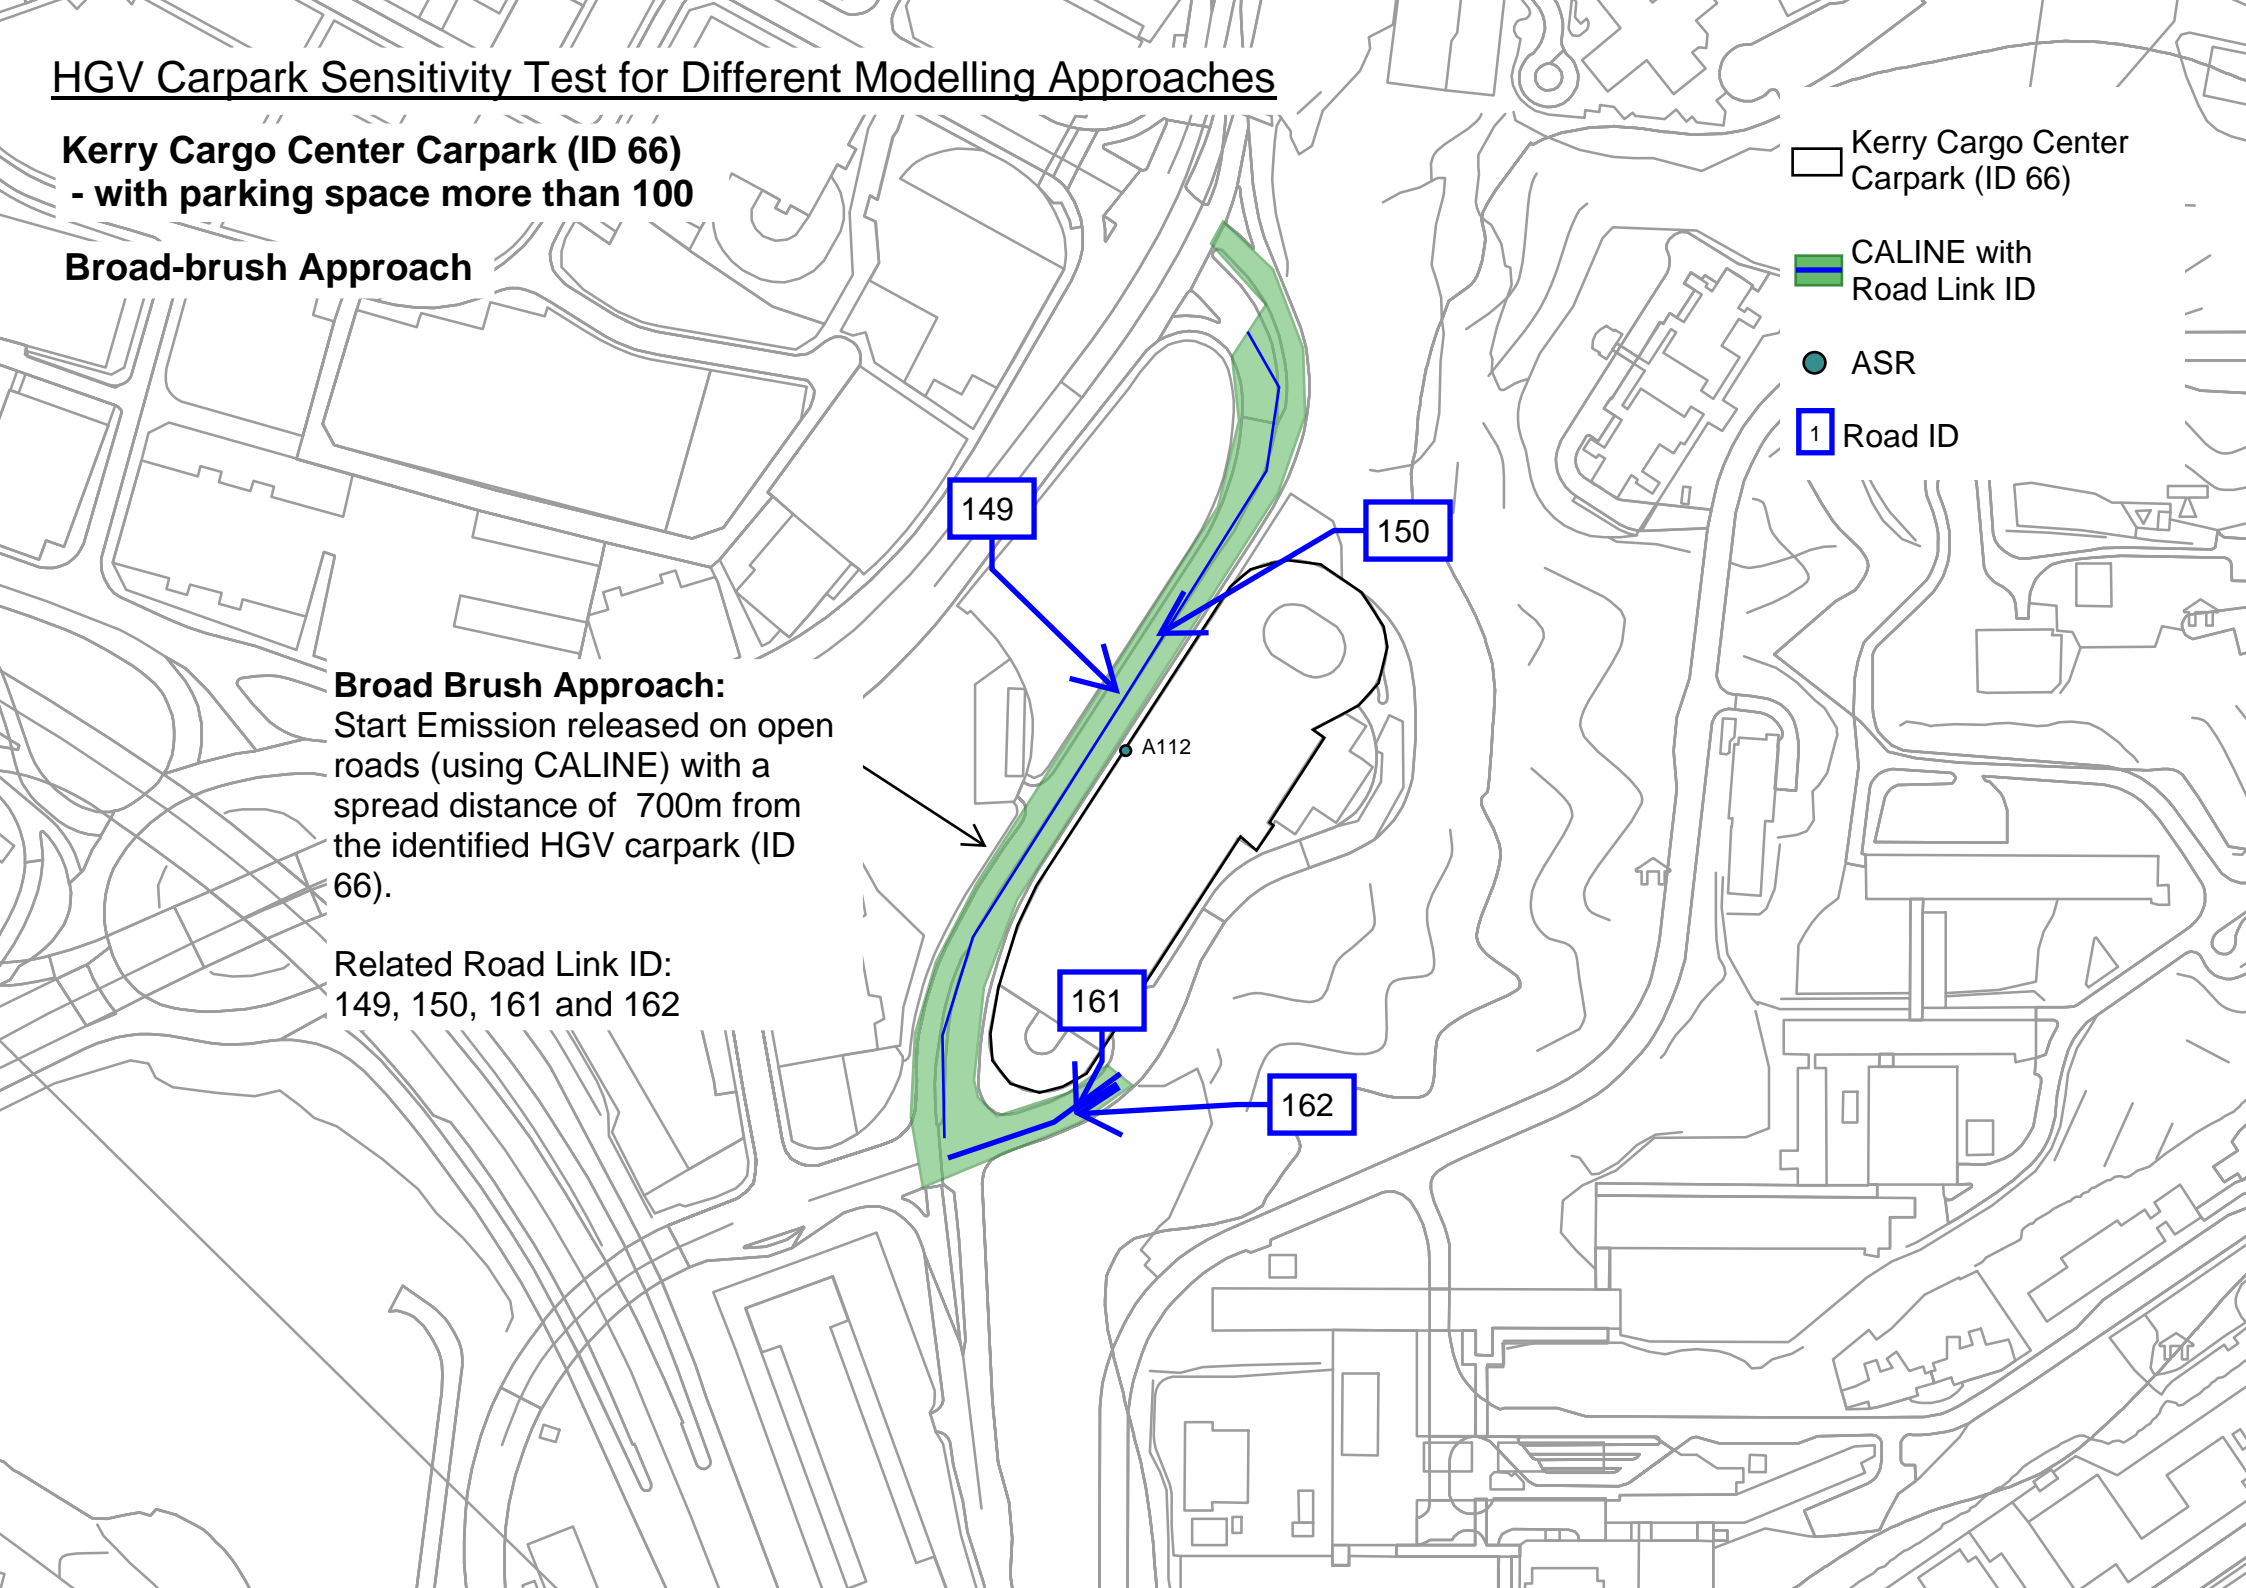 HGV Carpark Sensitivity Test for Different Modelling Approaches
Kerry Cargo Center Carpark (ID 66)
- with parking space more than 100
Broad-brush Approach
Kerry Cargo Center
Carpark (ID 66)
CALINE with
Road Link ID
ASR
1 Road ID
149
150
Broad Brush Approach:
Start Emission released on open
roads (using CALINE) with a
spread distance of 700m from
the identified HGV carpark (ID
66).
Related Road Link ID:
149, 150, 161 and 162
A112
161
162